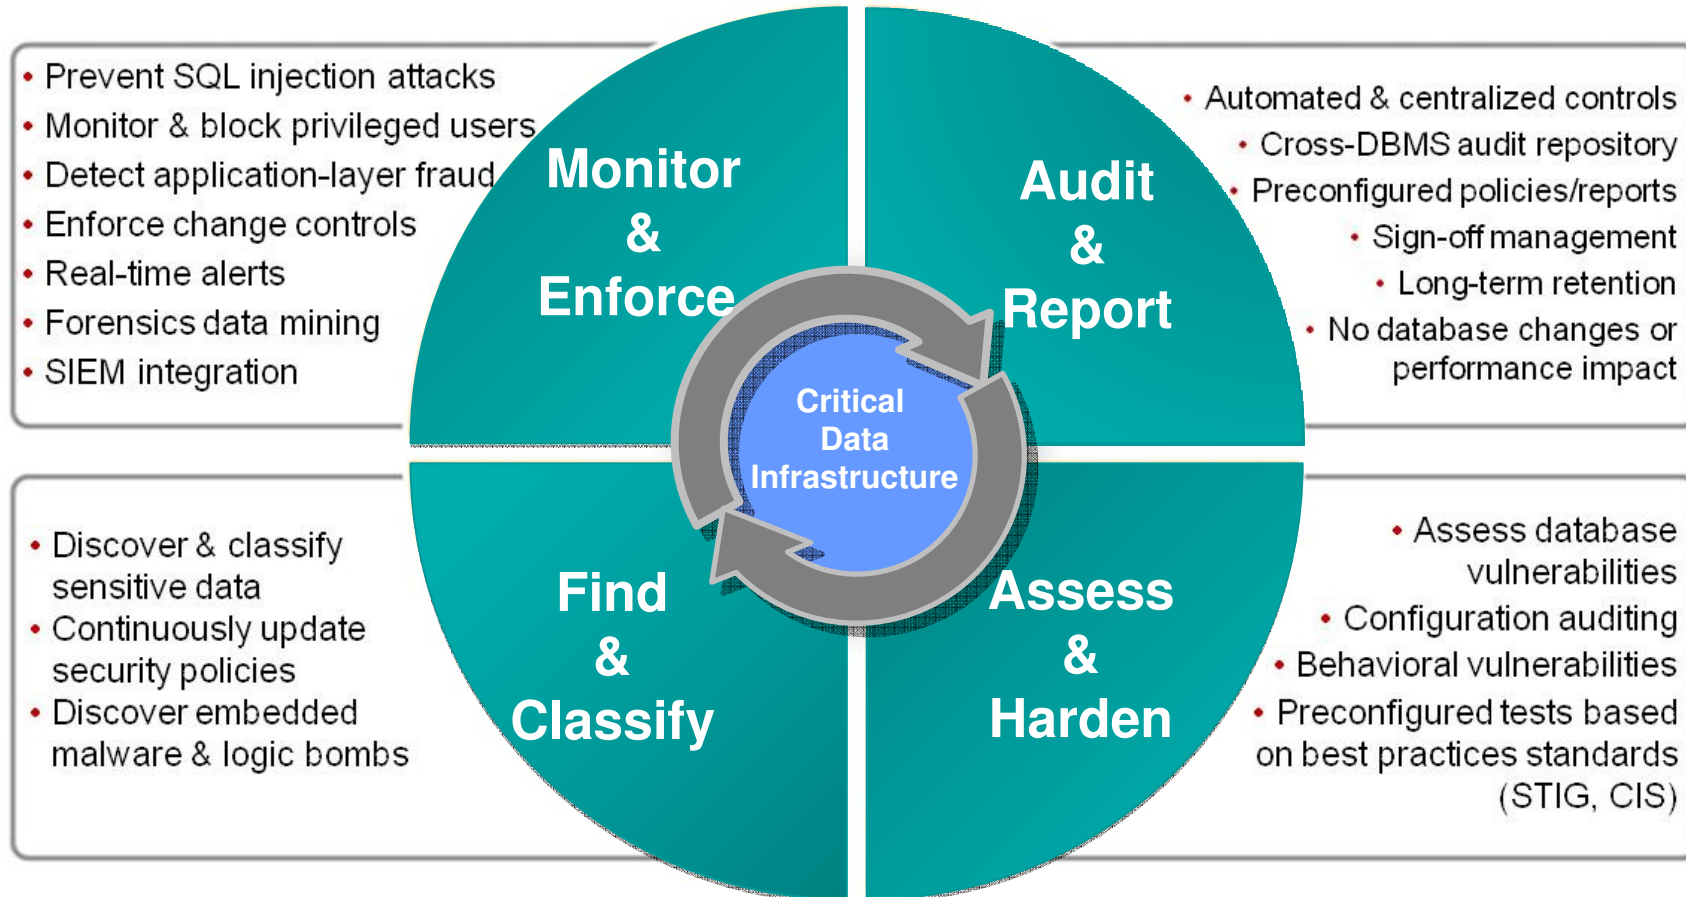 • Prevent SQL injection attacks
• Monitor & block privileged users
• Detect application-layer fraud
• Enforce change controls
• Real-time alerts
• Forensics data mining
• SIEM integration
Monitor
&
Enforce
Audit
&
Report
• Automated & centralized controls
• Cross-DBMS audit repository
• Preconfigured policies/reports
• Sign-off management
• Long-term retention
• No database changes or
performance impact
Critical
Data
Infrastructure
• Discover & classify
sensitive data
• Continuously update
security policies
• Discover embedded
malware & logic bombs
Find
&
Classify
Assess
&
Harden
• Assess database
vulnerabilities
• Configuration auditing
• Behavioral vulnerabilities
• Preconfigured tests based
on best practices standards
(STIG, CIS)